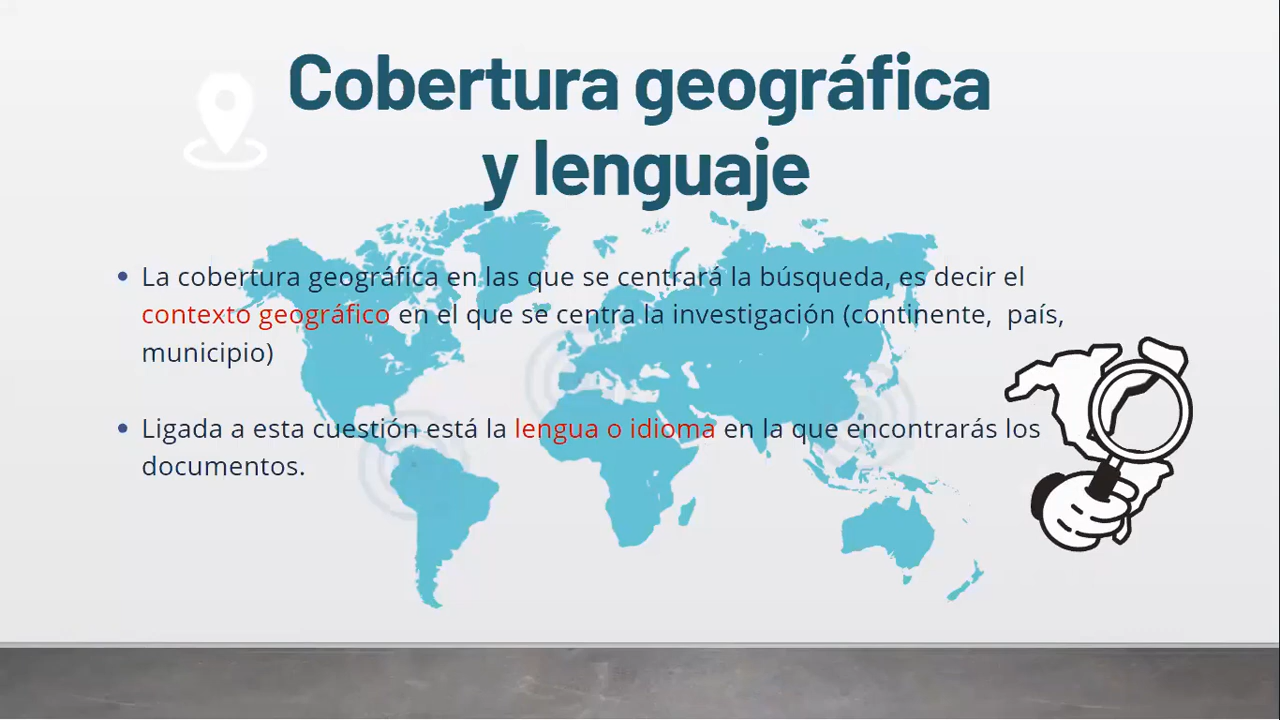 Cobertura geográfica
y lenguaje
• La cobertura geográfica en las que se centrará la búsqueda, es decir el
contexto geográfico en el que se centra la investigación (continente, país,
municipio)
• Ligada a esta cuestión está la lengua o idioma en la que encontrarás los
documentos.